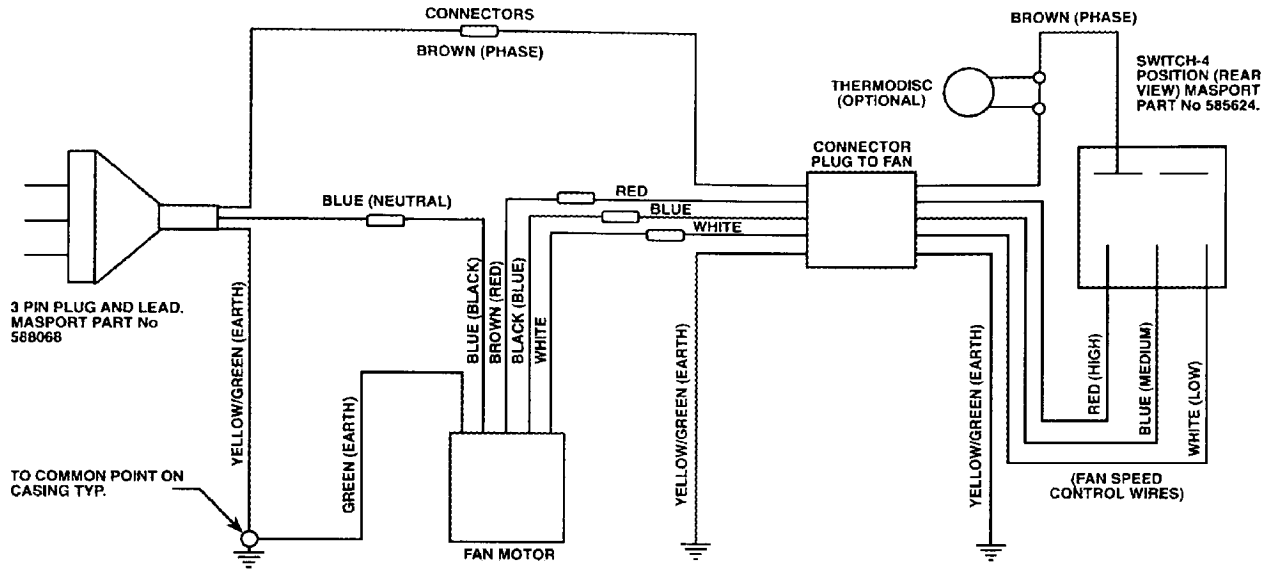 CONNECTORS
BROWN (PHASE)
BROWN (PHASE)
SWITCH-4
POSITION (REAR
VIEW) MASPORT
PART No 585624.
THERMODISC
(OPTIONAL)
CONNECTOR
PLUG TO FAN
BLUE (NEUTRAL)
RED
BLUE
WHITE
3 PIN PLUG AND LEAD.
MASPORT PART No
588068
YELLOW/GREEN (EARTH)
GREEN (EARTH)
BLUE (BLACK)
BROWN (RED)
BLACK (BLUE)
WHITE
YELLOW/GREEN (EARTH)
YELLOW/GREEN (EARTH)
RED (HIGH)
BLUE (MEDIUM)
WHITE (LOW)
TO COMMON POINT ON
CASING TYP.
FAN MOTOR
(FAN SPEED
CONTROL WIRES)